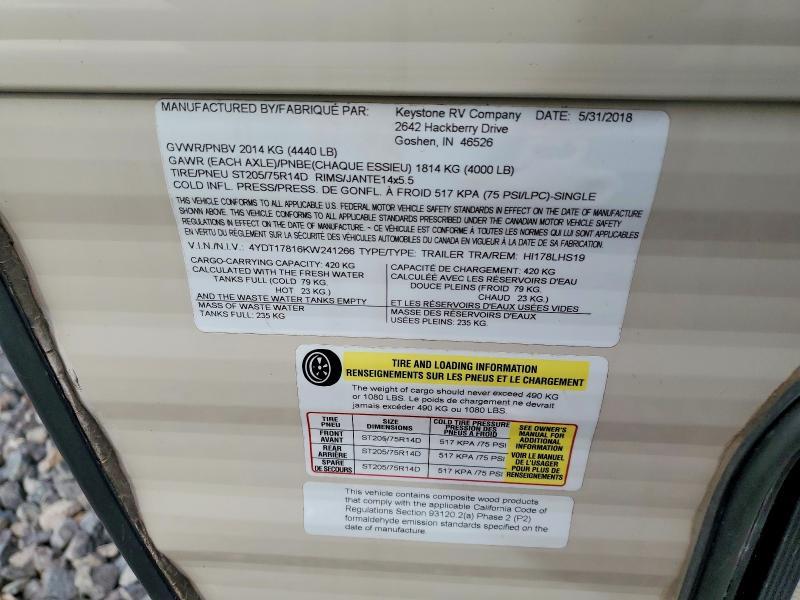 MANUFACTURED BY/FABRIQUÉ PAR: Keystone RV Company DATE: 5/31/2018
2642 Hackberry Drive
Goshen, IN 46526
GVWR/PNBV 2014 KG (4440 LB)
GAWR (EACH AXLE)/PNBE(CHAQUE ESSIEU) 1814 KG (4000 LB)
TIRE/PNEU ST205/75R14D RIMS/JANTE14x5.5
COLD INFL. PRESS/PRESS. DE GONFL. À FROID 517 KPA (75 PSI/LPC)-SINGLE
THIS VEHICLE CONFORMS TO ALL APPLICABLE U.S. FEDERAL MOTOR VEHICLE SAFETY STANDARDS IN EFFECT ON THE DATE OF MANUFACTURE
SHOWN ABOVE. THIS VEHICLE CONFORMS TO ALL APPLICABLE STANDARDS PRESCRIBED UNDER THE CANADIAN MOTOR VEHICLE SAFETY
REGULATIONS IN EFFECT ON THE DATE OF MANUFACTURE. - CE VÉHICULE EST CONFORME À TOUTES LES NORMES QUI LUI SONT APPLICABLES
EN VERTU DU RÈGLEMENT SUR LA SÉCURITÉ DES VÉHICULES AUTOMOBILES DU CANADA EN VIGUEUR À LA DATE DE SA FABRICATION.
V.I.N./N.I.V.: 4YDT17816KW241266 TYPE/TYPE: TRAILER TRA/REM: HI178LHS19
CARGO-CARRYING CAPACITY: 420 KG
CALCULATED WITH THE FRESH WATER
TANKS FULL (COLD 79 KG.
HOT 23 KG.)
AND THE WASTE WATER TANKS EMPTY
MASS OF WASTE WATER
TANKS FULL: 235 KG
CAPACITÉ DE CHARGEMENT: 420 KG
CALCULÉE AVEC LES RÉSERVOIRS D'EAU
DOUCE PLEINS (FROID 79 KG.
CHAUD 23 KG.)
ET LES RÉSERVOIRS D'EAUX USÉES VIDES
MASSE DES RÉSERVOIRS D'EAUX
USÉES PLEINS: 235 KG.
TIRE AND LOADING INFORMATION
RENSEIGNEMENTS SUR LES PNEUS ET LE CHARGEMENT
The weight of cargo should never exceed 490 KG
or 1080 LBS. Le poids de chargement ne devrait
jamais excéder 490 KG ou 1080 LBS.
TIRE
PNEU
SIZE
DIMENSIONS
COLD TIRE PRESSURE
PRESSION DES
PNEUS A FROID
FRONT
AVANT
ST205/75R14D
517 KPA /75 PSI
REAR
ARRIÈRE
ST205/75R14D
517 KPA /75 PSI
SPARE
DE SECOURS
ST205/75R14D
517 KPA /75 PSI
SEE OWNER'S
MANUAL FOR
ADDITIONAL
INFORMATION
VOIR LE MANUEL
DE L'USAGER
POUR PLUS DE
RENSEIGNEMENTS
This vehicle contains composite wood products
that comply with the applicable California Code of
Regulations Section 93120.2(a) Phase 2 (P2)
formaldehyde emission standards specified on the
date of manufacture.